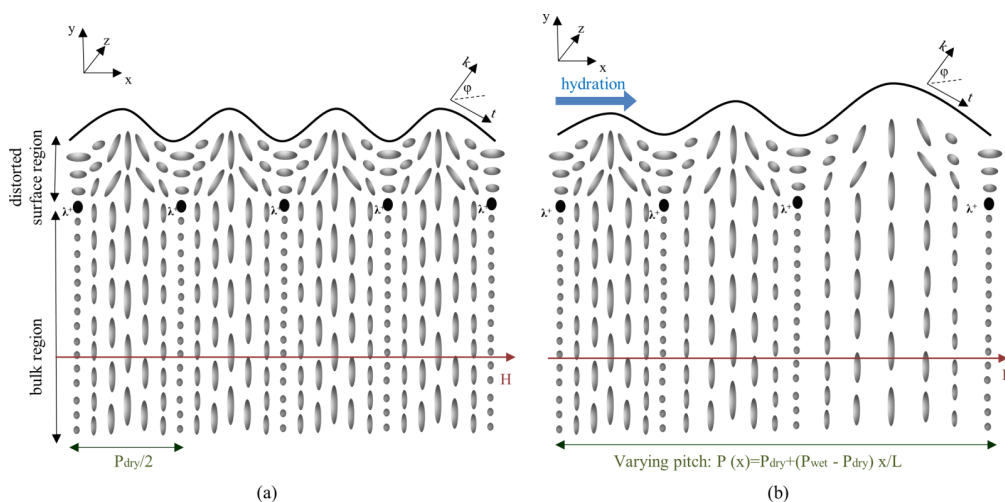 y
z
x
k
φ
t
distorted
surface region
λ+
λ+
λ+
λ+
λ+
bulk region
H
Pdry/2
(a)
y
z
x
hydration
k
φ
t
λ+
λ+
λ+
λ+
Varying pitch: P (x)=Pdry+(Pwet - Pdry) x/L
(b)